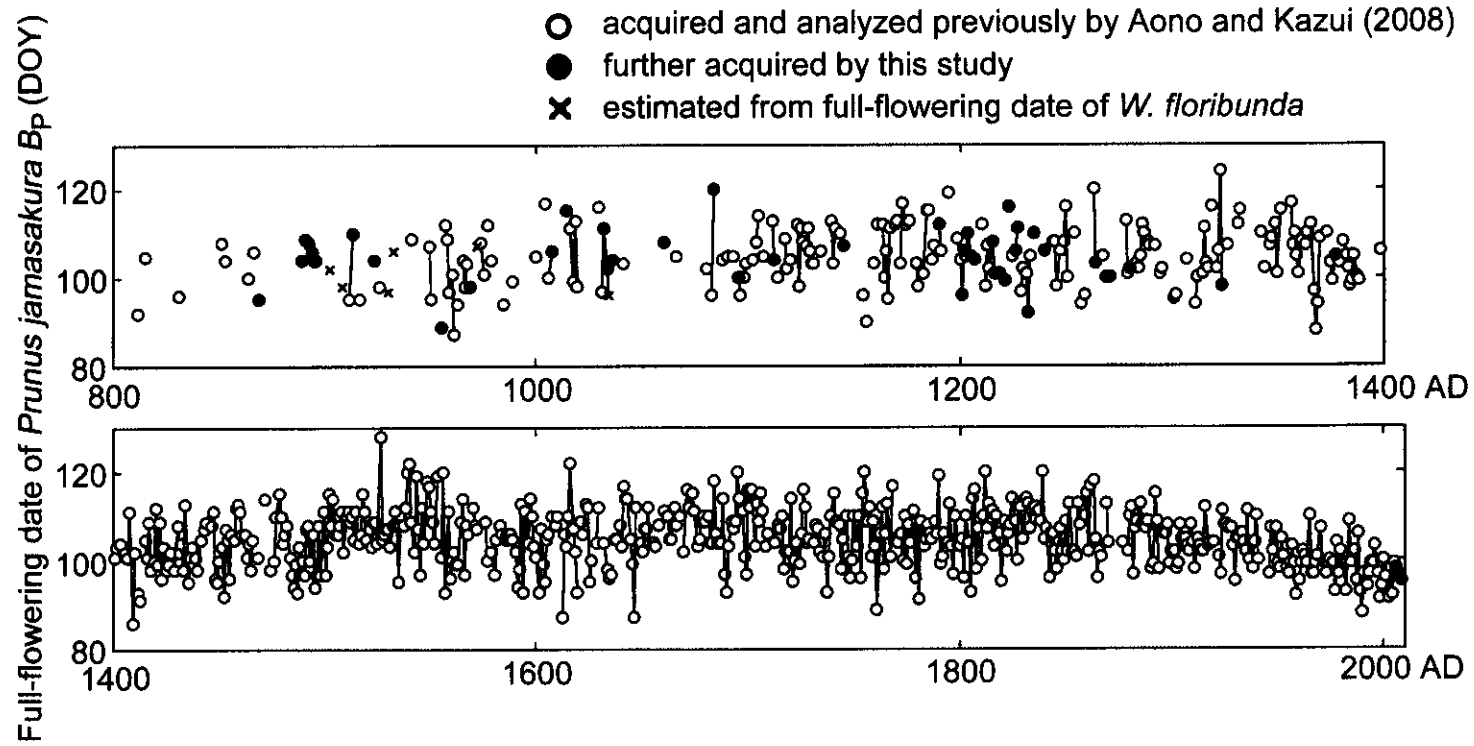 acquired and analyzed previously by Aono and Kazui (2008)
further acquired by this study
estimated from full-flowering date of W. floribunda
Full-flowering date of Prunus jamasakura BP (DOY)
120
100
80
800
1000
1200
1400 AD
120
100
80
1400
1600
1800
2000 AD